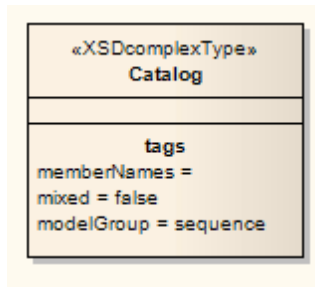 «XSDcomplexType»
Catalog
tags
memberNames =
mixed = false
modelGroup = sequence